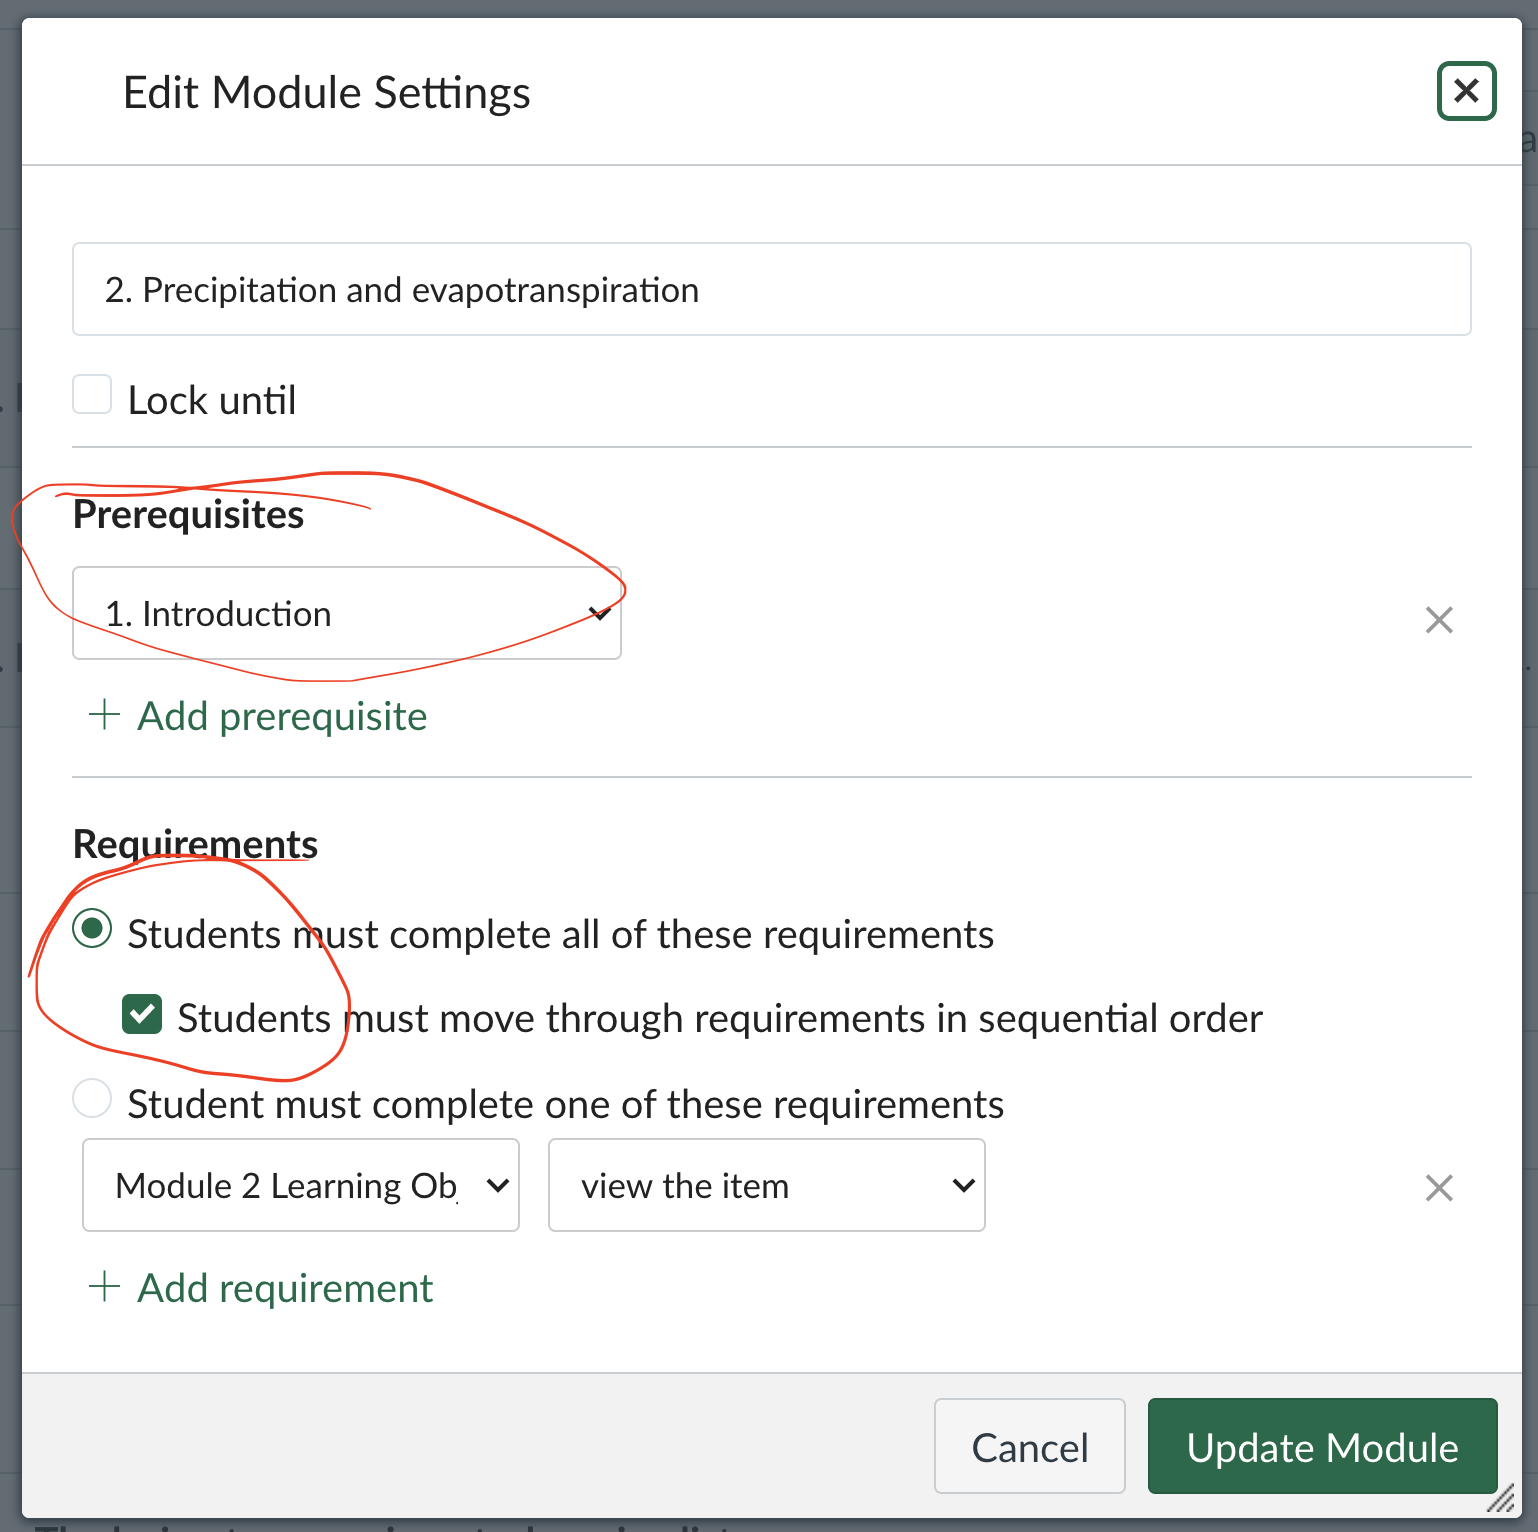 Edit Module Settings
2. Precipitation and evapotranspiration
Lock until
Prerequisites
1. Introduction
+ Add prerequisite
Requirements
Students must complete all of these requirements
Students must move through requirements in sequential order
Student must complete one of these requirements
Module 2 Learning Ob
view the item
+ Add requirement
Cancel
Update Module